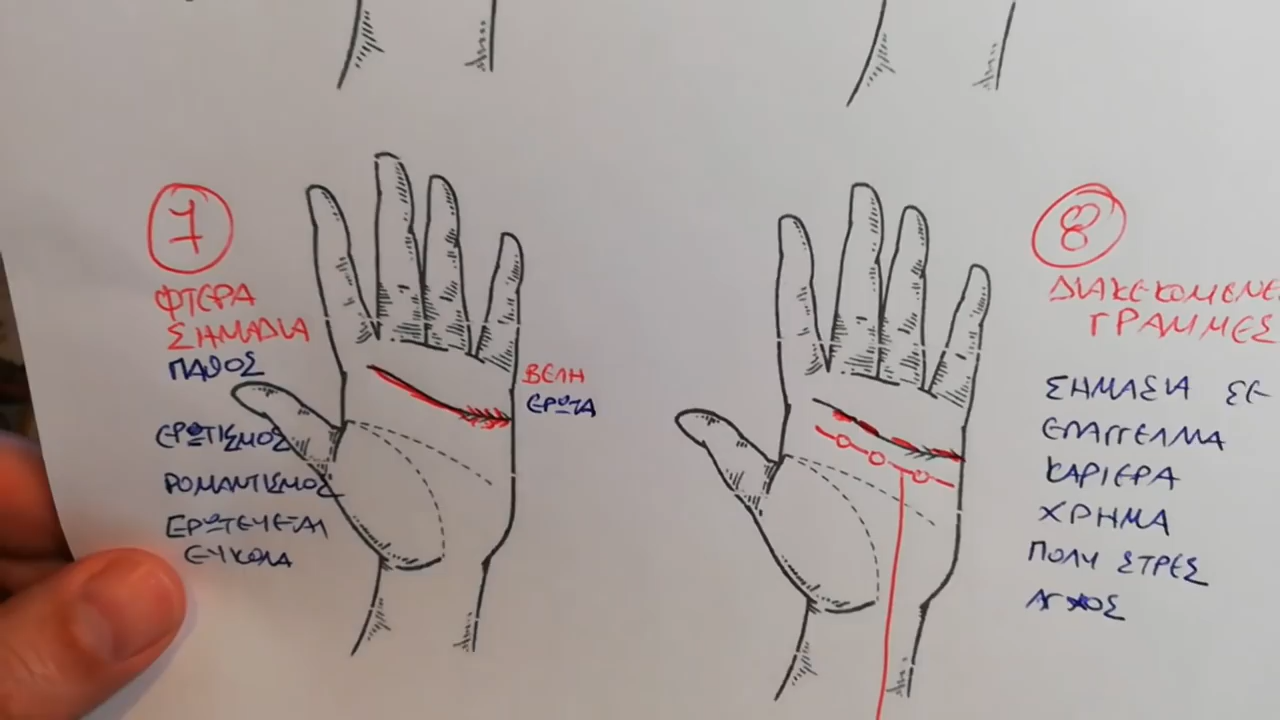 7
ΦΤΕΡΑ
ΣΗΜΑΔΙΑ
ΠΑΘΟΣ
ΕΡΩΤΙΣΜΟΣ
ΡΟΜΑΝΤΙΣΜΟΣ
ΕΡΩΤΕΥΕΤΑΙ
ΕΥΚΟΛΑ
ΒΕΛΗ
ΕΡΩΤΑ
8
ΔΙΑΚΕΚΟΜΕΝΕ
ΓΡΑΜΜΕΣ
ΣΗΜΑΣΙΑ ΣΕ
ΕΠΑΓΓΕΛΜΑ
ΚΑΡΙΕΡΑ
ΧΡΗΜΑ
ΠΟΛΥ ΣΤΡΕΣ
ΑΓΧΟΣ